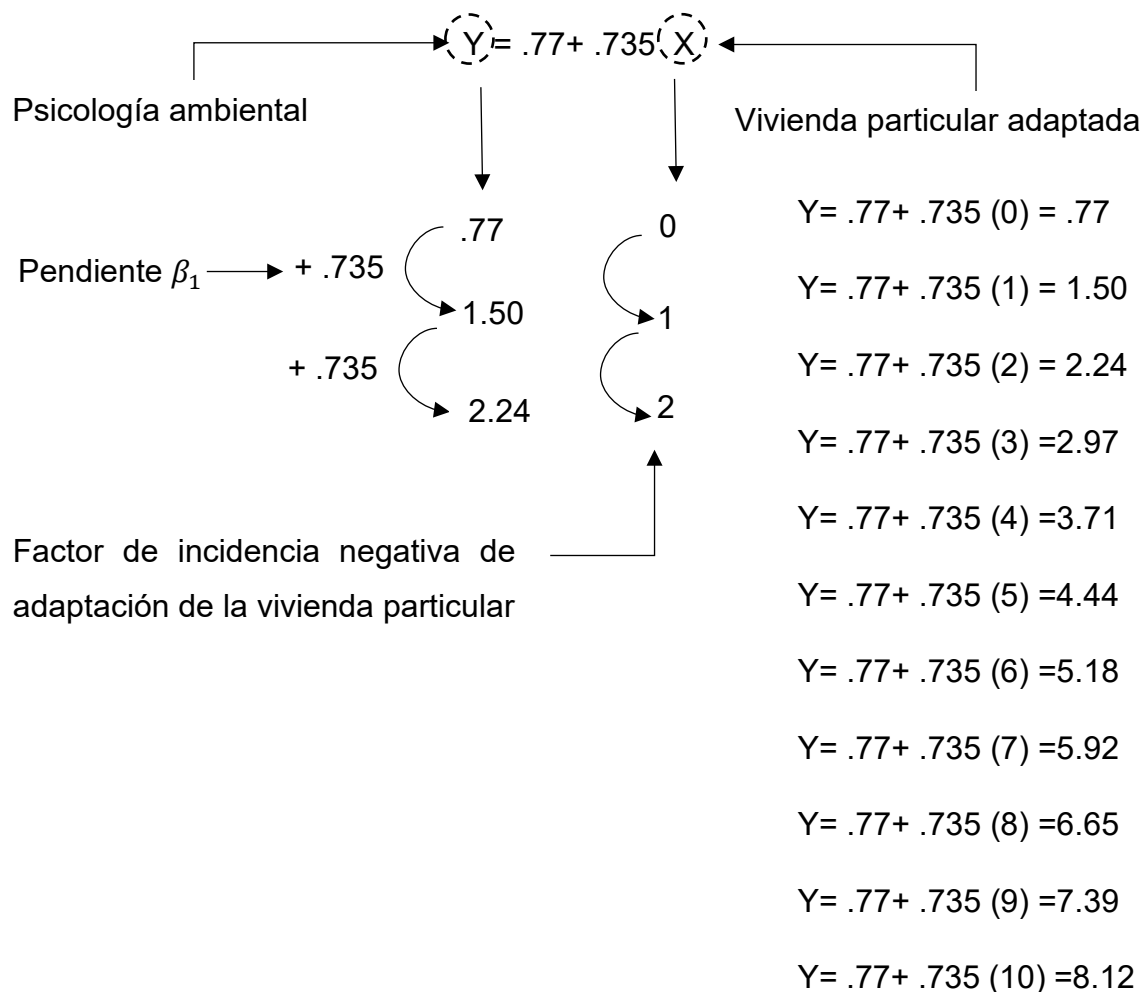 Y= .77+ .735 X
Psicología ambiental
Vivienda particular adaptada
.77
0
Pendiente β₁
+ .735
1.50
1
+ .735
2.24
2
Factor de incidencia negativa de
adaptación de la vivienda particular
Y= .77+ .735 (0) = .77
Y= .77+ .735 (1) = 1.50
Y= .77+ .735 (2) = 2.24
Y= .77+ .735 (3) =2.97
Y= .77+ .735 (4) =3.71
Y= .77+ .735 (5) =4.44
Y= .77+ .735 (6) =5.18
Y= .77+ .735 (7) =5.92
Y= .77+ .735 (8) =6.65
Y= .77+ .735 (9) =7.39
Y= .77+ .735 (10) =8.12